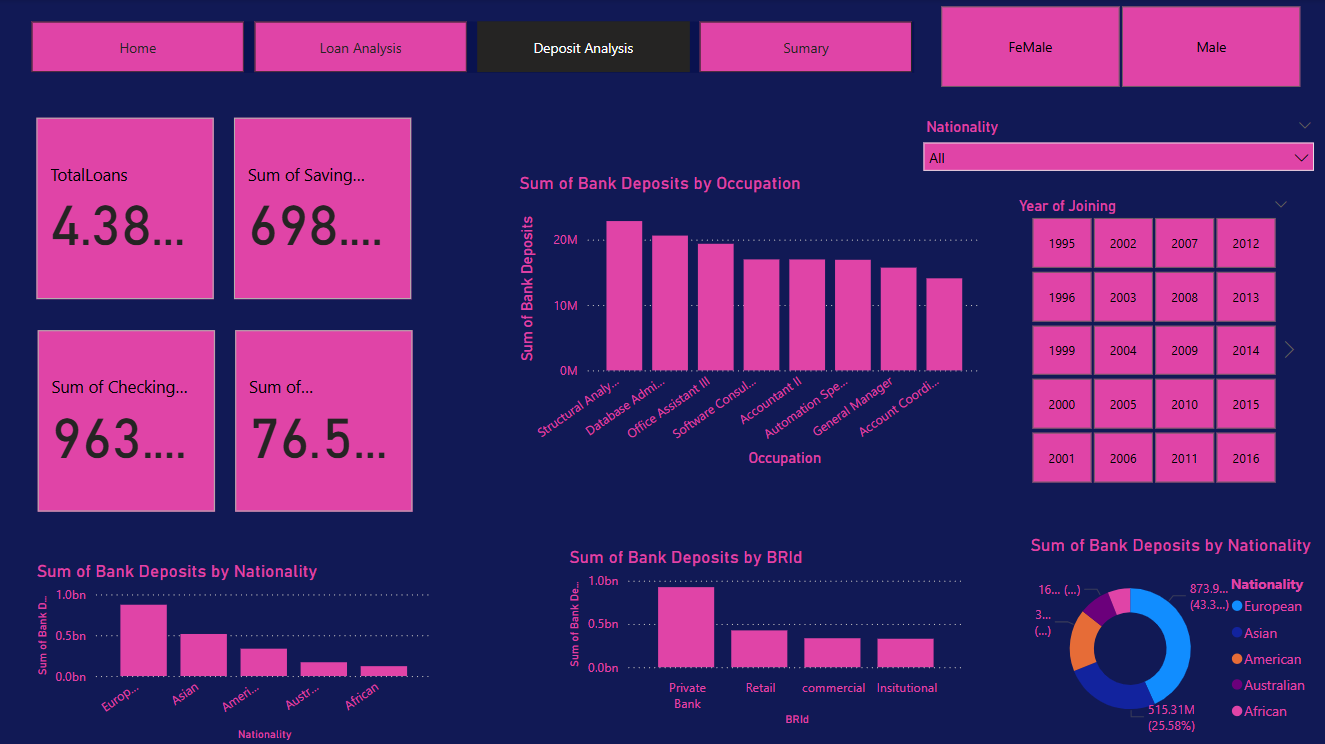 Home
Loan Analysis
Deposit Analysis
Sumary
FeMale
Male
Nationality
All
TotalLoans
4.38...
Sum of Saving...
698....
Sum of Checking...
963....
Sum of...
76.5...
Sum of Bank Deposits by Occupation
Sum of Bank Deposits
20M
10M
0M
Structural Analy...
Database Admi...
Office Assistant III
Software Consul...
Accountant II
Automation Spe...
General Manager
Account Coordi...
Occupation
Year of Joining
1995 2002 2007 2012
1996 2003 2008 2013
1999 2004 2009 2014
2000 2005 2010 2015
2001 2006 2011 2016
Sum of Bank Deposits by Nationality
Sum of Bank D...
1.0bn
0.5bn
0.0bn
Europ...
Asian
Ameri...
Austr...
African
Nationality
Sum of Bank Deposits by BRId
Sum of Bank De...
1.0bn
0.5bn
0.0bn
Private
Bank
Retail
commercial
Insitutional
BRId
Sum of Bank Deposits by Nationality
16... (...)
3...
(...)
873.9...
(43.3...)
515.31M
(25.58%)
Nationality
European
Asian
American
Australian
African